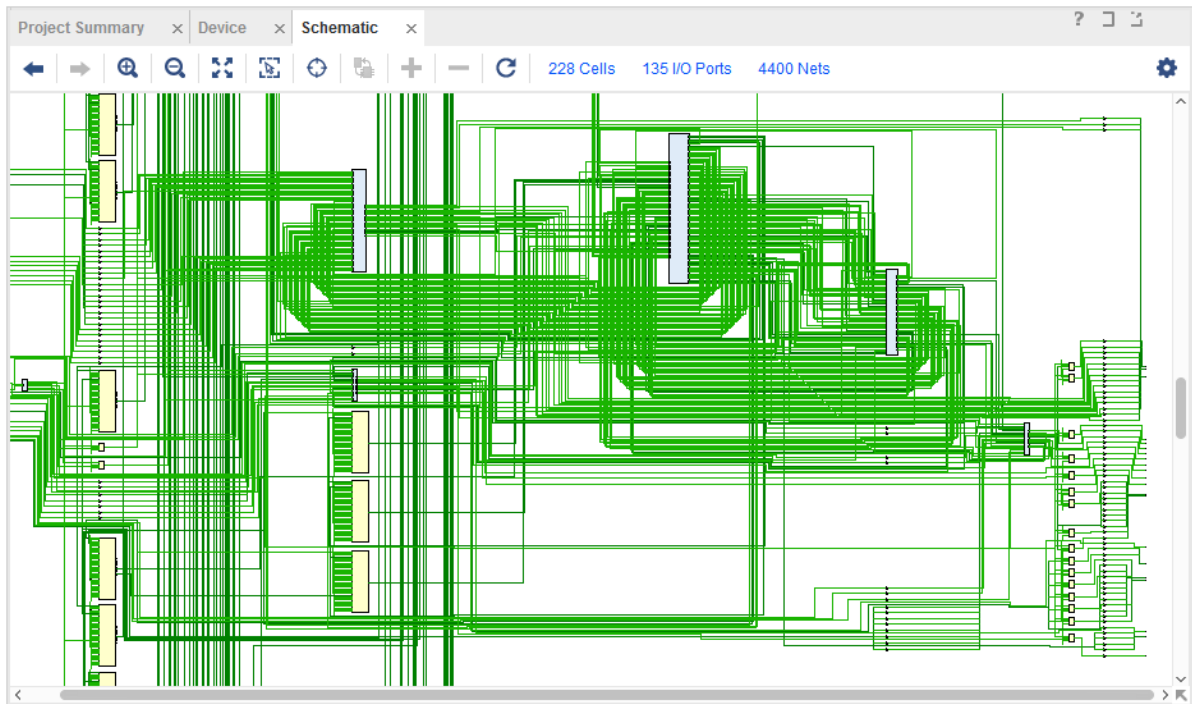 Project Summary × Device × Schematic × ?
228 Cells 135 I/O Ports 4400 Nets